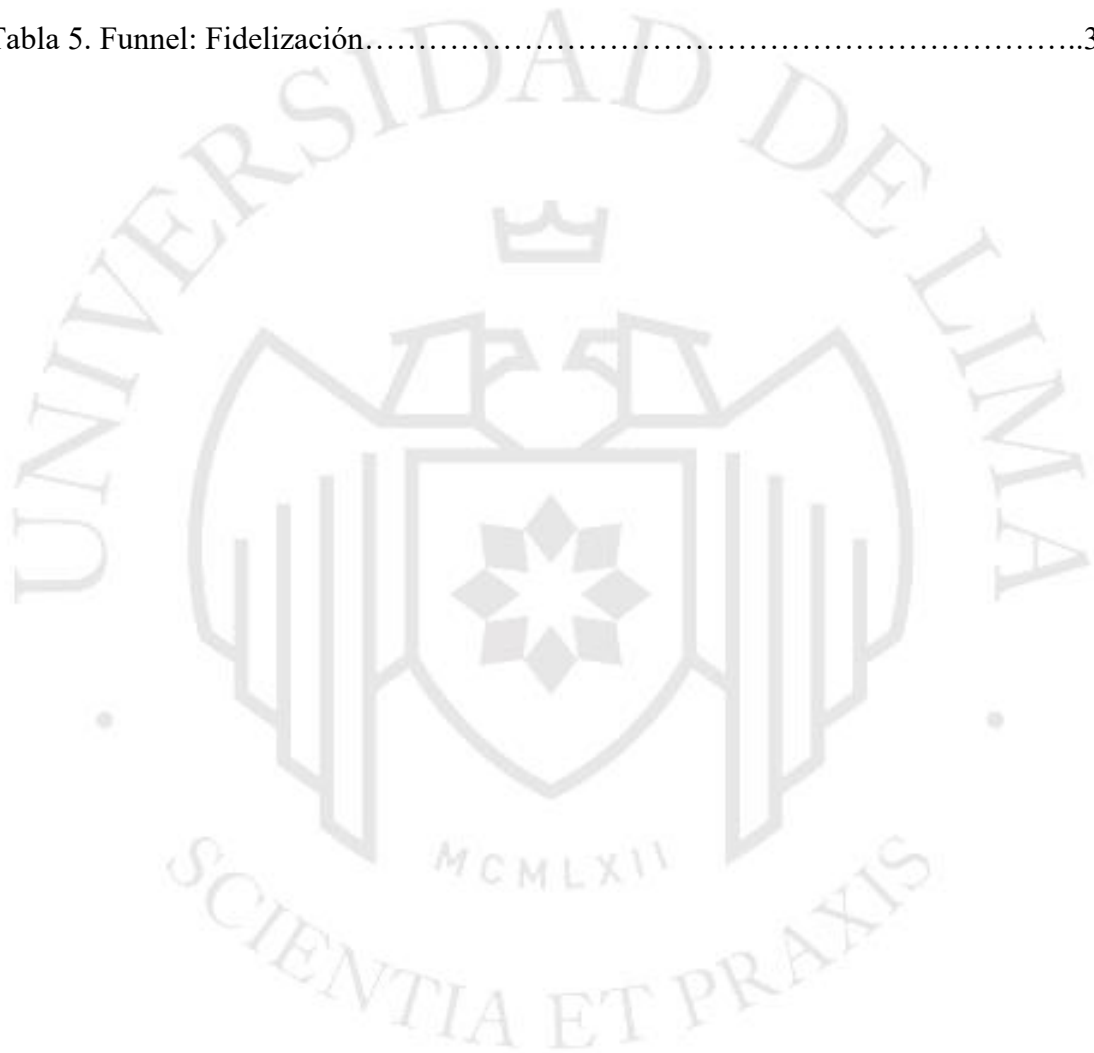 Tabla 5. Funnel: Fidelización……………………………………………………………..3
UNIVERSIDAD DE LIMA
MCMLXII
SCIENTIA ET PRAXIS